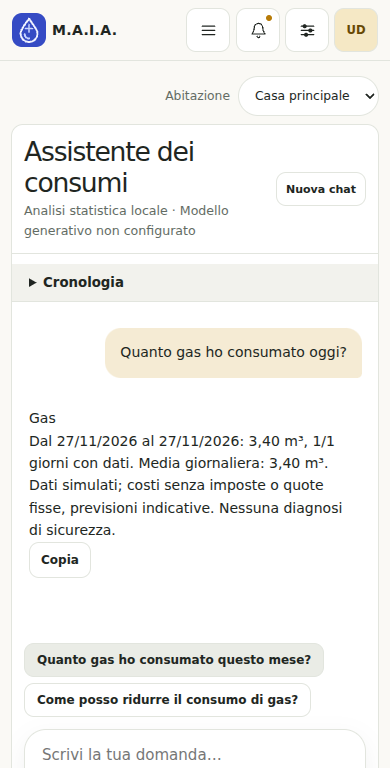 M.A.I.A.
UD
Abitazione
Casa principale
Assistente dei
consumi
Analisi statistica locale · Modello
generativo non configurato
Nuova chat
Cronologia
Quanto gas ho consumato oggi?
Gas
Dal 27/11/2026 al 27/11/2026: 3,40 m³, 1/1
giorni con dati. Media giornaliera: 3,40 m³.
Dati simulati; costi senza imposte o quote
fisse, previsioni indicative. Nessuna diagnosi
di sicurezza.
Copia
Quanto gas ho consumato questo mese?
Come posso ridurre il consumo di gas?
Scrivi la tua domanda…